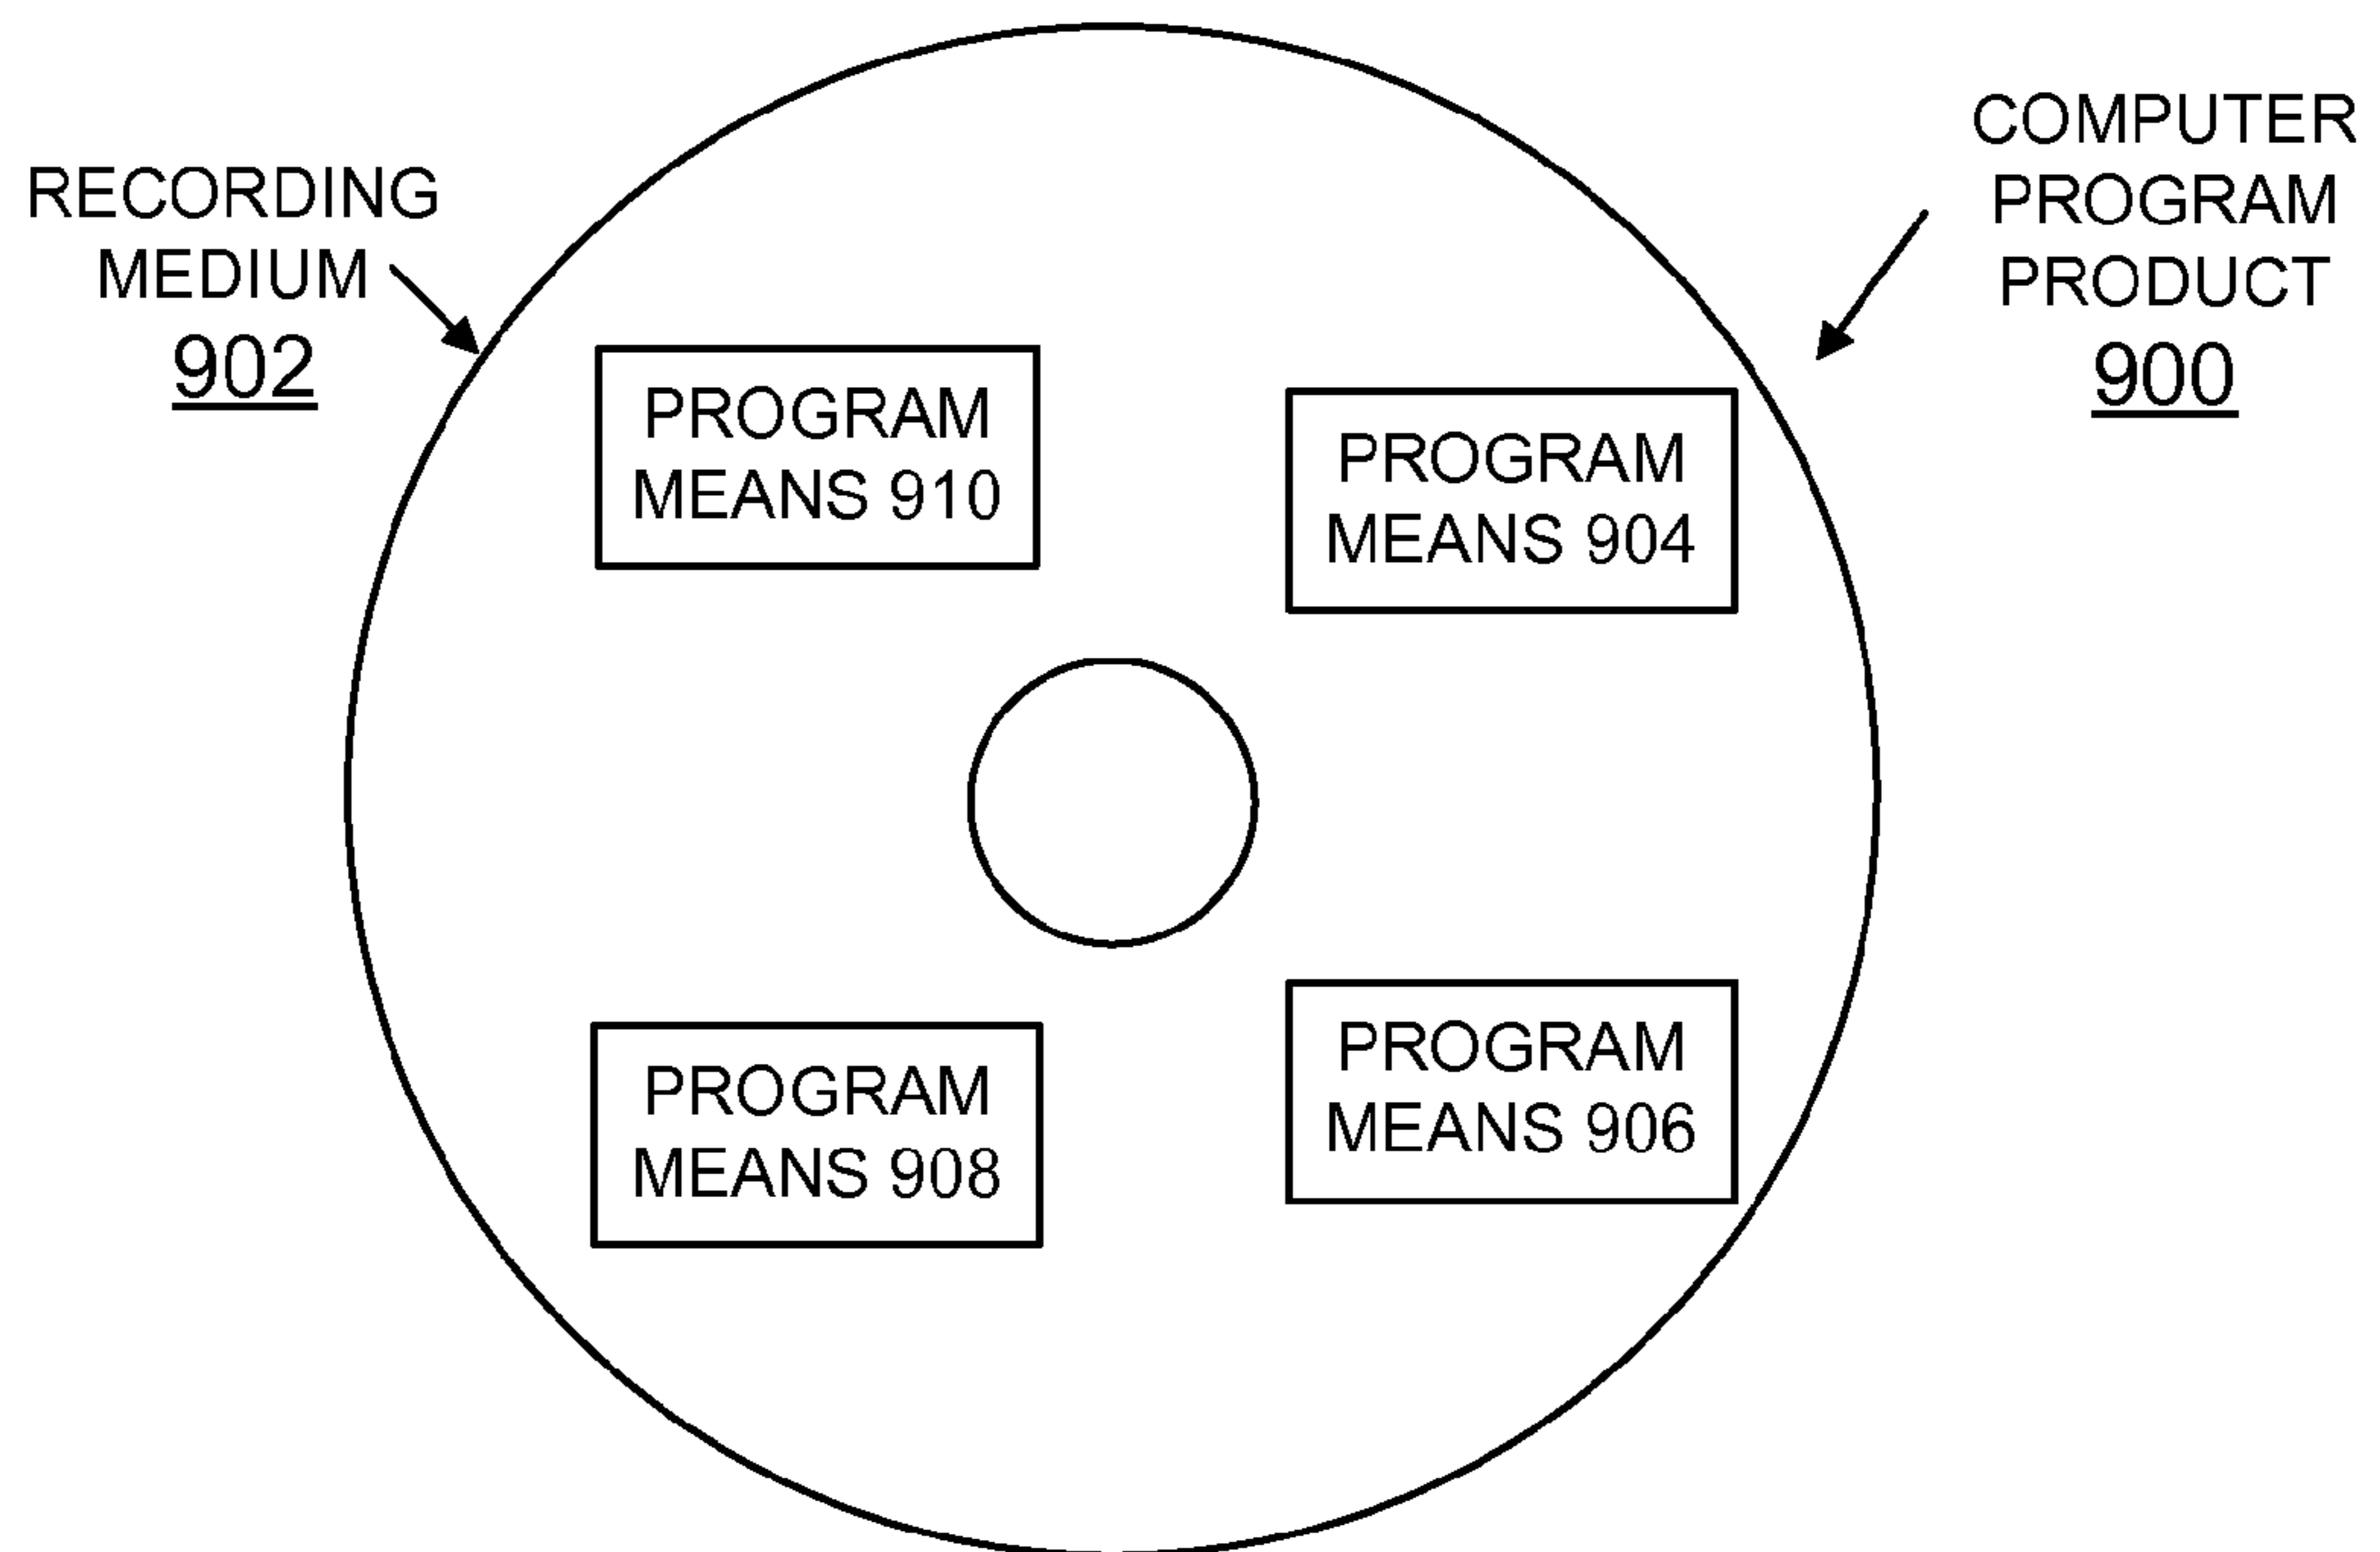 RECORDING
MEDIUM
902
COMPUTER
PROGRAM
PRODUCT
900
PROGRAM
MEANS 910
PROGRAM
MEANS 904
PROGRAM
MEANS 908
PROGRAM
MEANS 906